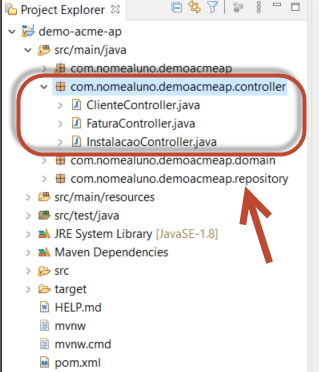 Project Explorer
demo-acme-ap
src/main/java
com.nomealuno.demoacmeap
com.nomealuno.demoacmeap.controller
ClienteController.java
FaturaController.java
InstalacaoController.java
com.nomealuno.demoacmeap.domain
com.nomealuno.demoacmeap.repository
src/main/resources
src/test/java
JRE System Library [JavaSE-1.8]
Maven Dependencies
src
target
HELP.md
mvnw
mvnw.cmd
pom.xml